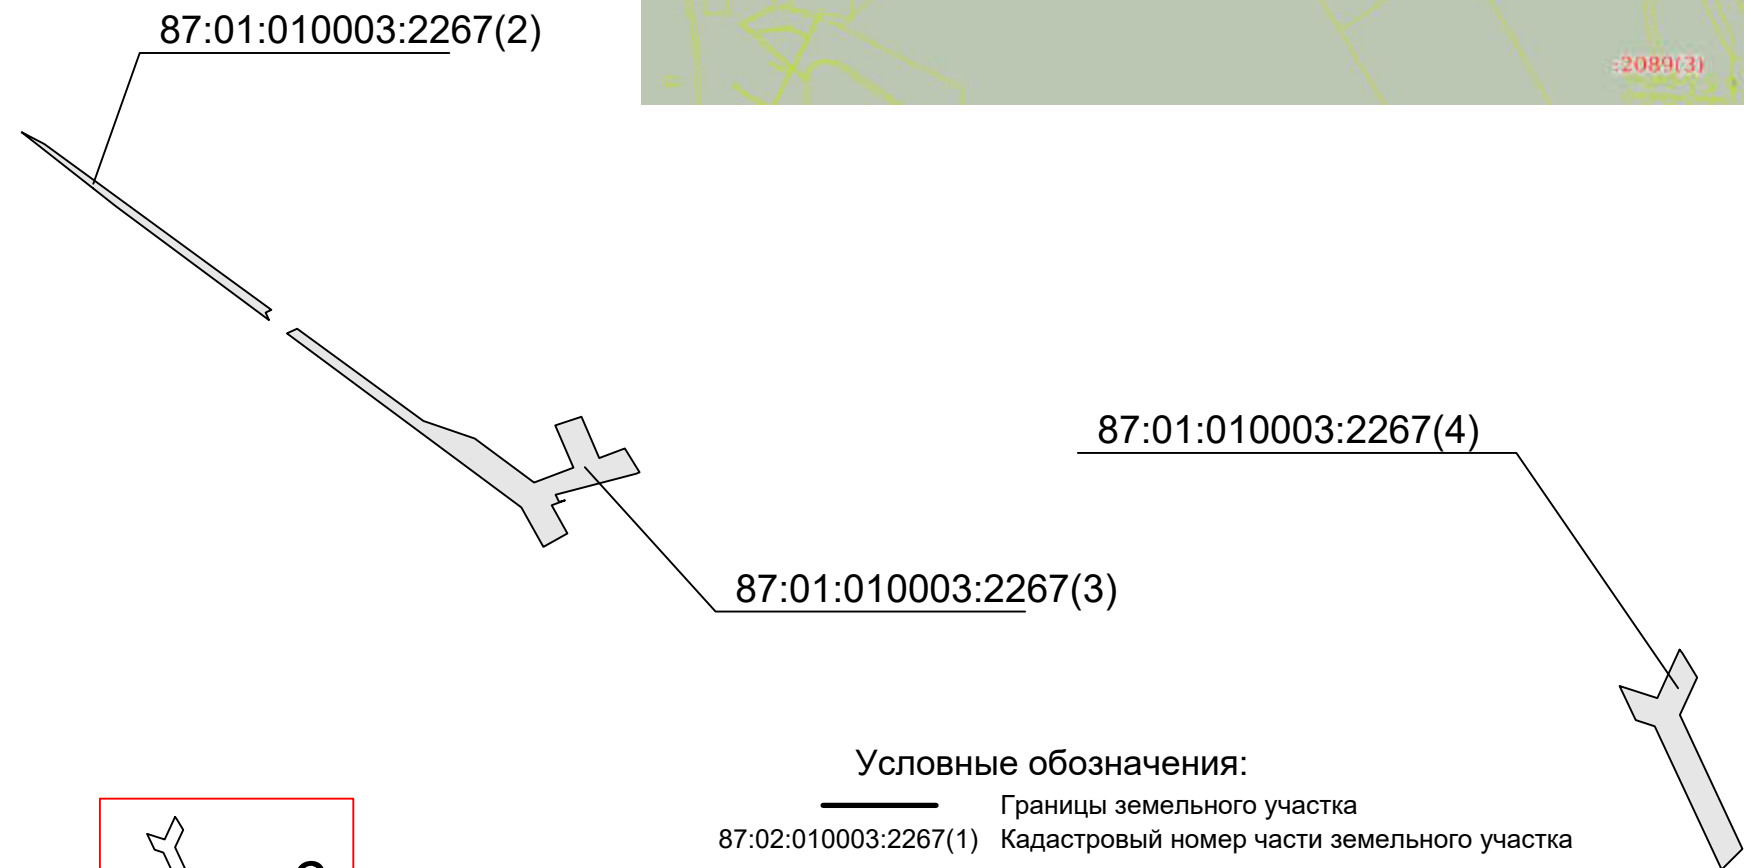 87:01:010003:2267(2)
:2089(3)
87:01:010003:2267(4)
87:01:010003:2267(3)
Условные обозначения:
Границы земельного участка
87:02:010003:2267(1) Кадастровый номер части земельного участка